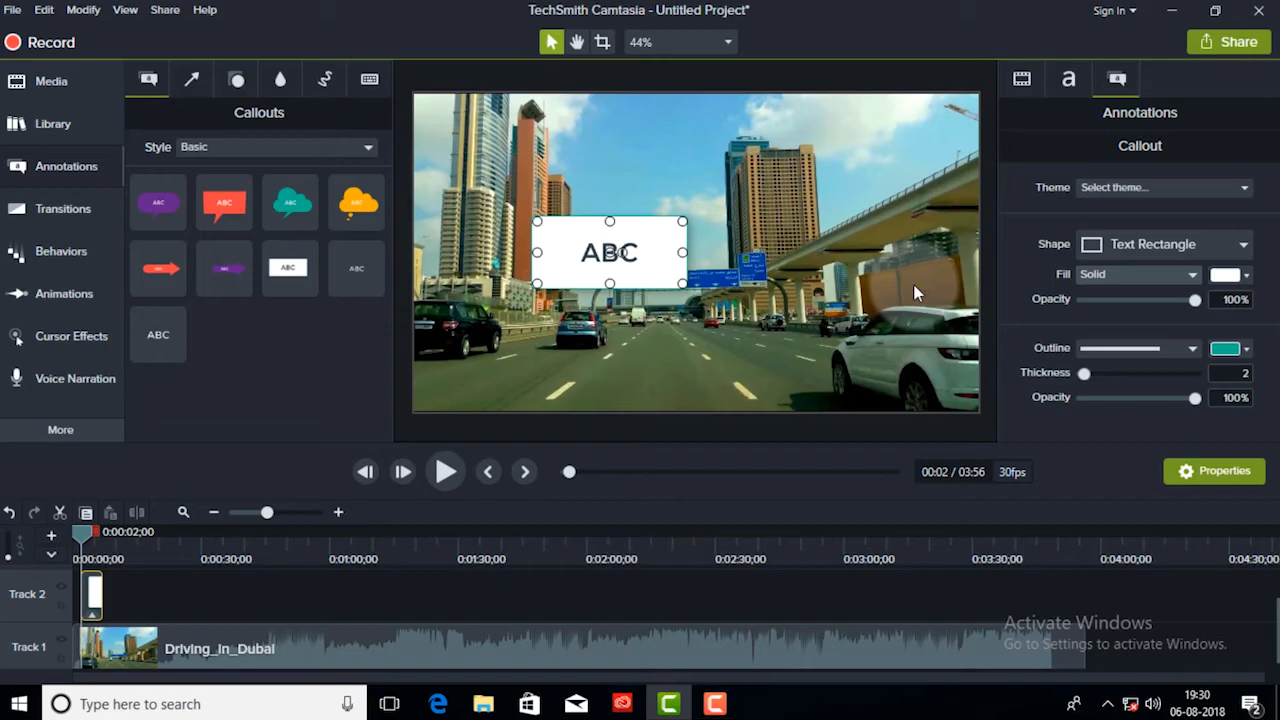 File Edit Modify View Share Help
TechSmith Camtasia - Untitled Project*
Sign In
Record
44%
Share
Media
Library
Annotations
Transitions
Behaviors
Animations
Cursor Effects
Voice Narration
More
Callouts
Style Basic
ABC ABC ABC ABC
ABC ABC ABC ABC
ABC
ABC
Annotations
Callout
Theme Select theme...
Shape Text Rectangle
Fill Solid
Opacity 100%
Outline
Thickness 2
Opacity 100%
00:02 / 03:56 30fps
Properties
0:00:02;00
0:00:00;00 0:00:30;00 0:01:00;00 0:01:30;00 0:02:00;00 0:02:30;00 0:03:00;00 0:03:30;00 0:04:00;00 0:04:30;00
Track 2
Track 1
Driving_In_Dubai
Activate Windows
Go to Settings to activate Windows.
Type here to search
19:30
06-08-2018
2